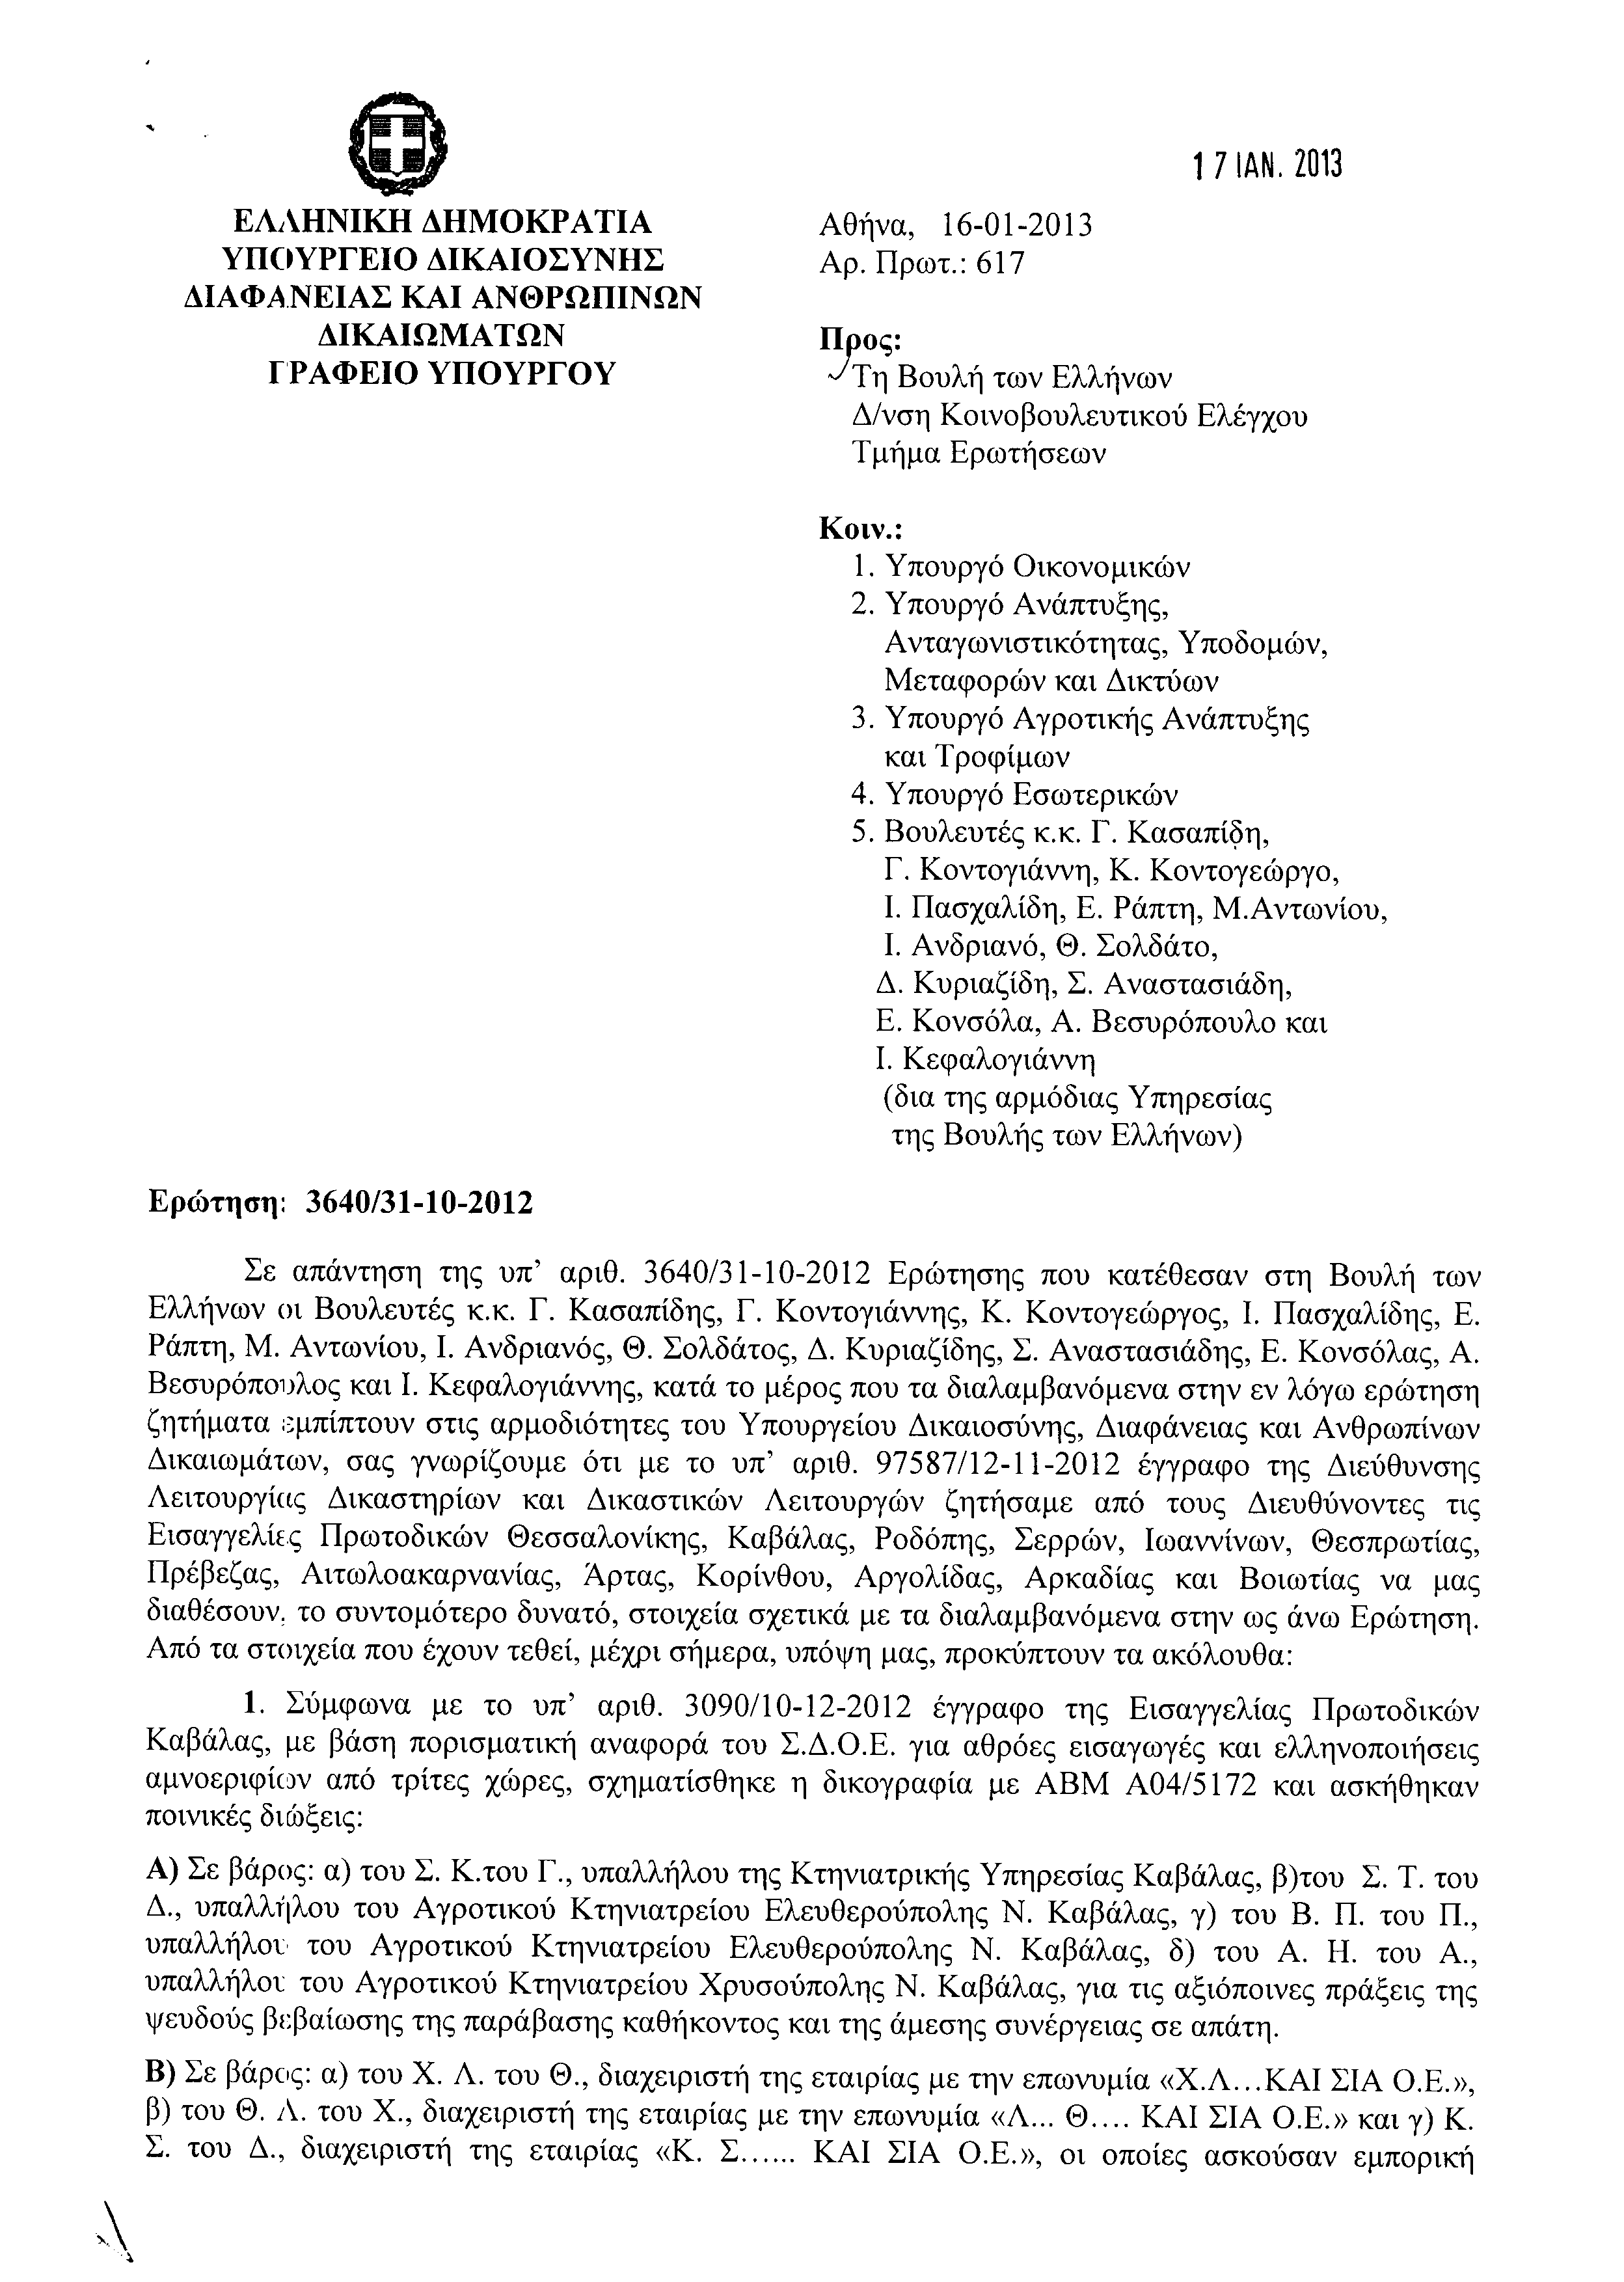 1 7 ΙΑΝ. 2013
ΕΛΛΗΝΙΚΗ ΔΗΜΟΚΡΑΤΙΑ
ΥΠΟΥΡΓΕΙΟ ΔΙΚΑΙΟΣΥΝΗΣ
ΔΙΑΦΑΝΕΙΑΣ ΚΑΙ ΑΝΘΡΩΠΙΝΩΝ
ΔΙΚΑΙΩΜΑΤΩΝ
ΓΡΑΦΕΙΟ ΥΠΟΥΡΓΟΥ
Αθήνα, 16-01-2013
Αρ. Πρωτ.: 617
Προς:
Τη Βουλή των Ελλήνων
Δ/νση Κοινοβουλευτικού Ελέγχου
Τμήμα Ερωτήσεων
Κοιν.:
1. Υπουργό Οικονομικών
2. Υπουργό Ανάπτυξης,
Ανταγωνιστικότητας, Υποδομών,
Μεταφορών και Δικτύων
3. Υπουργό Αγροτικής Ανάπτυξης
και Τροφίμων
4. Υπουργό Εσωτερικών
5. Βουλευτές κ.κ. Γ. Κασαπίδη,
Γ. Κοντογιάννη, Κ. Κοντογεώργο,
Ι. Πασχαλίδη, Ε. Ράπτη, Μ.Αντωνίου,
Ι. Ανδριανό, Θ. Σολδάτο,
Δ. Κυριαζίδη, Σ. Αναστασιάδη,
Ε. Κονσόλα, Α. Βεσυρόπουλο και
Ι. Κεφαλογιάννη
(δια της αρμόδιας Υπηρεσίας
της Βουλής των Ελλήνων)
Ερώτηση: 3640/31-10-2012
Σε απάντηση της υπ’ αριθ. 3640/31-10-2012 Ερώτησης που κατέθεσαν στη Βουλή των
Ελλήνων οι Βουλευτές κ.κ. Γ. Κασαπίδης, Γ. Κοντογιάννης, Κ. Κοντογεώργος, Ι. Πασχαλίδης, Ε.
Ράπτη, Μ. Αντωνίου, Ι. Ανδριανός, Θ. Σολδάτος, Δ. Κυριαζίδης, Σ. Αναστασιάδης, Ε. Κονσόλας, Α.
Βεσυρόπουλος και Ι. Κεφαλογιάννης, κατά το μέρος που τα διαλαμβανόμενα στην εν λόγω ερώτηση
ζητήματα εμπίπτουν στις αρμοδιότητες του Υπουργείου Δικαιοσύνης, Διαφάνειας και Ανθρωπίνων
Δικαιωμάτων, σας γνωρίζουμε ότι με το υπ’ αριθ. 97587/12-11-2012 έγγραφο της Διεύθυνσης
Λειτουργίας Δικαστηρίων και Δικαστικών Λειτουργών ζητήσαμε από τους Διευθύνοντες τις
Εισαγγελίες Πρωτοδικών Θεσσαλονίκης, Καβάλας, Ροδόπης, Σερρών, Ιωαννίνων, Θεσπρωτίας,
Πρέβεζας, Αιτωλοακαρνανίας, Άρτας, Κορίνθου, Αργολίδας, Αρκαδίας και Βοιωτίας να μας
διαθέσουν, το συντομότερο δυνατό, στοιχεία σχετικά με τα διαλαμβανόμενα στην ως άνω Ερώτηση.
Από τα στοιχεία που έχουν τεθεί, μέχρι σήμερα, υπόψη μας, προκύπτουν τα ακόλουθα:
1. Σύμφωνα με το υπ’ αριθ. 3090/10-12-2012 έγγραφο της Εισαγγελίας Πρωτοδικών
Καβάλας, με βάση πορισματική αναφορά του Σ.Δ.Ο.Ε. για αθρόες εισαγωγές και ελληνοποιήσεις
αμνοεριφίων από τρίτες χώρες, σχηματίσθηκε η δικογραφία με ΑΒΜ Α04/5172 και ασκήθηκαν
ποινικές διώξεις:
Α) Σε βάρος: α) του Σ. Κ.του Γ., υπαλλήλου της Κτηνιατρικής Υπηρεσίας Καβάλας, β)του Σ. Τ. του
Δ., υπαλλήλου του Αγροτικού Κτηνιατρείου Ελευθερούπολης Ν. Καβάλας, γ) του Β. Π. του Π.,
υπαλλήλου του Αγροτικού Κτηνιατρείου Ελευθερούπολης Ν. Καβάλας, δ) του Α. Η. του Α.,
υπαλλήλου του Αγροτικού Κτηνιατρείου Χρυσούπολης Ν. Καβάλας, για τις αξιόποινες πράξεις της
ψευδούς βεβαίωσης της παράβασης καθήκοντος και της άμεσης συνέργειας σε απάτη.
Β) Σε βάρος: α) του Χ. Λ. του Θ., διαχειριστή της εταιρίας με την επωνυμία «Χ.Λ...ΚΑΙ ΣΙΑ Ο.Ε.»,
β) του Θ. Λ. του Χ., διαχειριστή της εταιρίας με την επωνυμία «Λ... Θ.... ΚΑΙ ΣΙΑ Ο.Ε.» και γ) Κ.
Σ. του Δ., διαχειριστή της εταιρίας «Κ. Σ...... ΚΑΙ ΣΙΑ Ο.Ε.», οι οποίες ασκούσαν εμπορική